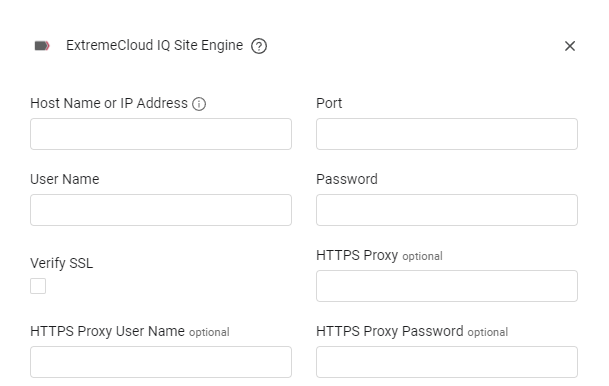 ExtremeCloud IQ Site Engine ?
Host Name or IP Address i
Port
User Name
Password
Verify SSL
HTTPS Proxy optional
HTTPS Proxy User Name optional
HTTPS Proxy Password optional